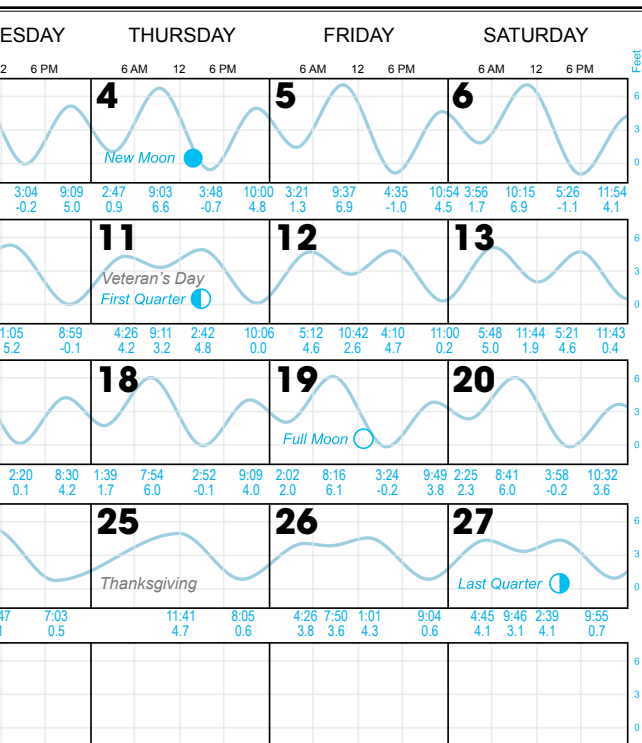 ESDAY THURSDAY FRIDAY SATURDAY
2 6 PM 6 AM 12 6 PM 6 AM 12 6 PM 6 AM 12 6 PM Feet
4 5 6 6
3
New Moon 0
3:04 9:09 2:47 9:03 3:48 10:00 3:21 9:37 4:35 10:54 3:56 10:15 5:26 11:54
-0.2 5.0 0.9 6.6 -0.7 4.8 1.3 6.9 -1.0 4.5 1.7 6.9 -1.1 4.1
11 12 13 6
Veteran's Day 3
First Quarter 0
1:05 8:59 4:26 9:11 2:42 10:06 5:12 10:42 4:10 11:00 5:48 11:44 5:21 11:43
5.2 -0.1 4.2 3.2 4.8 0.0 4.6 2.6 4.7 0.2 5.0 1.9 4.6 0.4
18 19 20 6
3
Full Moon 0
2:20 8:30 1:39 7:54 2:52 9:09 2:02 8:16 3:24 9:49 2:25 8:41 3:58 10:32
0.1 4.2 1.7 6.0 -0.1 4.0 2.0 6.1 -0.2 3.8 2.3 6.0 -0.2 3.6
25 26 27 6
3
Thanksgiving Last Quarter 0
47 7:03 11:41 8:05 4:26 7:50 1:01 9:04 4:45 9:46 2:39 9:55
0.5 4.7 0.6 3.8 3.6 4.3 0.6 4.1 3.1 4.1 0.7
6
3
0